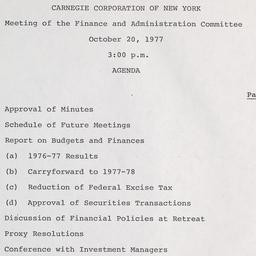 CARNEGIE CORPORATION OF NEW YORK
Meeting of the Finance and Administration Committee
October 20, 1977
3:00 p.m.
AGENDA
Pa
Approval of Minutes
Schedule of Future Meetings
Report on Budgets and Finances
(a) 1976-77 Results
(b) Carryforward to 1977-78
(c) Reduction of Federal Excise Tax
(d) Approval of Securities Transactions
Discussion of Financial Policies at Retreat
Proxy Resolutions
Conference with Investment Managers